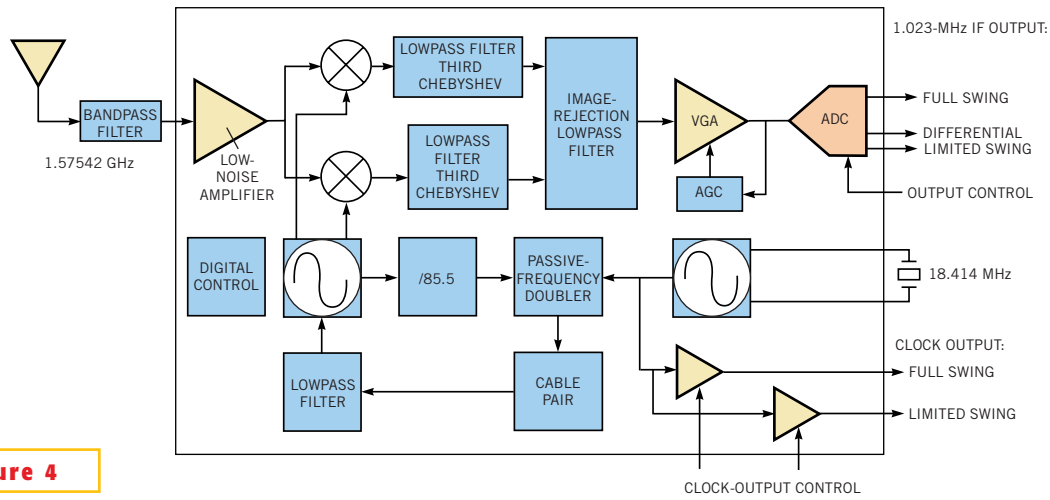 1.023-MHz IF OUTPUT:
LOWPASS FILTER
THIRD
CHEBYSHEV
BANDPASS
FILTER
1.57542 GHz
LOW-
NOISE
AMPLIFIER
LOWPASS
FILTER
THIRD
CHEBYSHEV
IMAGE-
REJECTION
LOWPASS
FILTER
VGA
AGC
ADC
FULL SWING
DIFFERENTIAL
LIMITED SWING
OUTPUT CONTROL
DIGITAL
CONTROL
/85.5
PASSIVE-
FREQUENCY
DOUBLER
18.414 MHz
LOWPASS
FILTER
CABLE
PAIR
CLOCK OUTPUT:
FULL SWING
LIMITED SWING
CLOCK-OUTPUT CONTROL
ure 4